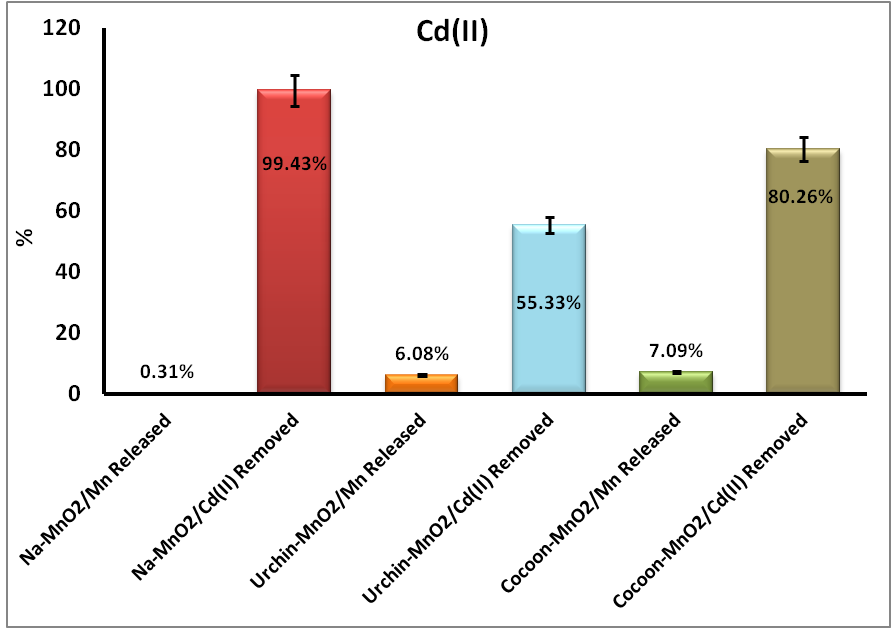 Cd(II)
%
120
100
80
60
40
20
0
0.31%
99.43%
6.08%
55.33%
7.09%
80.26%
Na-MnO2/Mn Released
Na-MnO2/Cd(II) Removed
Urchin-MnO2/Mn Released
Urchin-MnO2/Cd(II) Removed
Cocoon-MnO2/Mn Released
Cocoon-MnO2/Cd(II) Removed